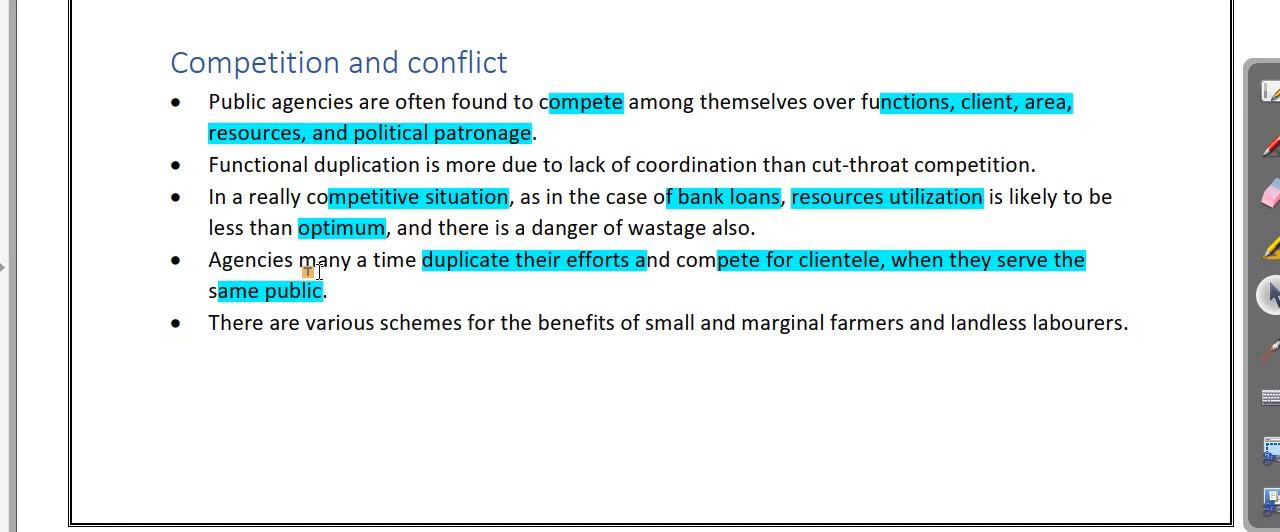 Competition and conflict
• Public agencies are often found to compete among themselves over functions, client, area,
resources, and political patronage.
• Functional duplication is more due to lack of coordination than cut-throat competition.
• In a really competitive situation, as in the case of bank loans, resources utilization is likely to be
less than optimum, and there is a danger of wastage also.
• Agencies many a time duplicate their efforts and compete for clientele, when they serve the
same public.
• There are various schemes for the benefits of small and marginal farmers and landless labourers.